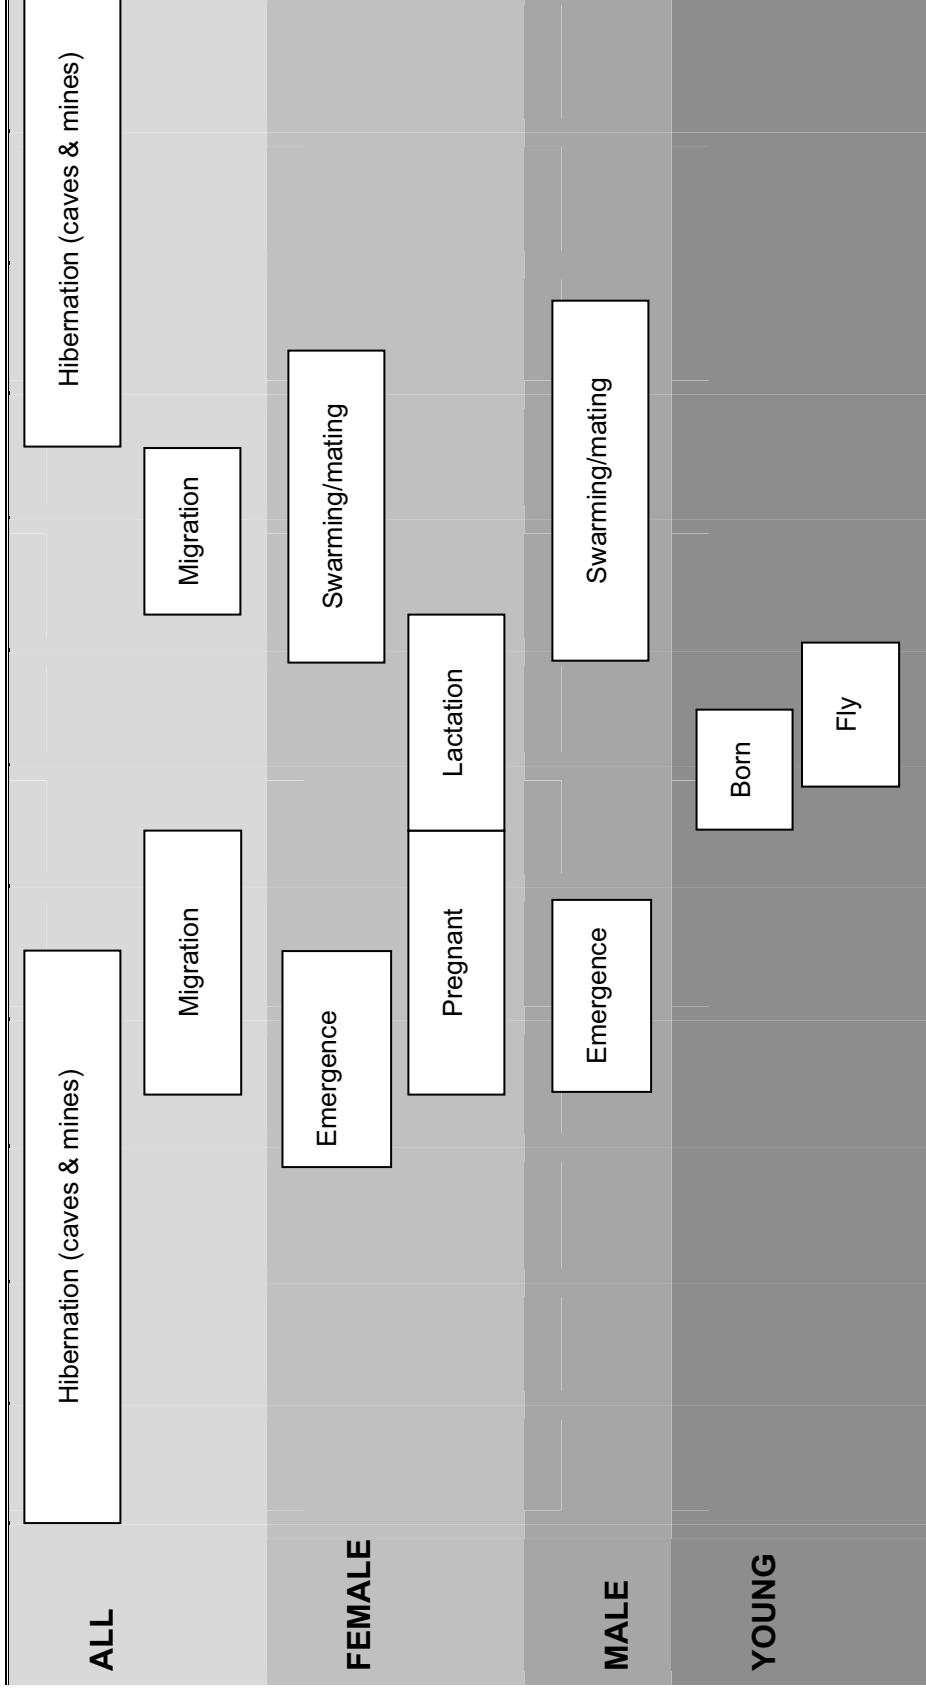 ALL
Hibernation (caves & mines)
Hibernation (caves & mines)
Migration
Migration
FEMALE
Emergence
Swarming/mating
Pregnant
Lactation
MALE
Emergence
Swarming/mating
YOUNG
Born
Fly